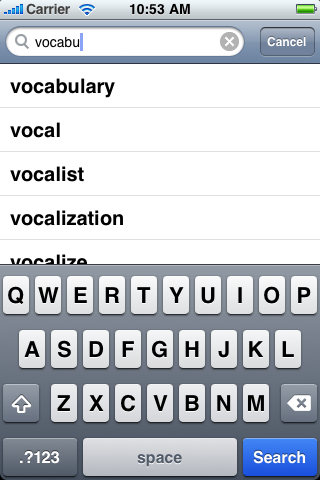 Carrier 10:53 AM
vocabu Cancel
vocabulary
vocal
vocalist
vocalization
vocalize
Q W E R T Y U I O P
A S D F G H J K L
Z X C V B N M
.?123 space Search